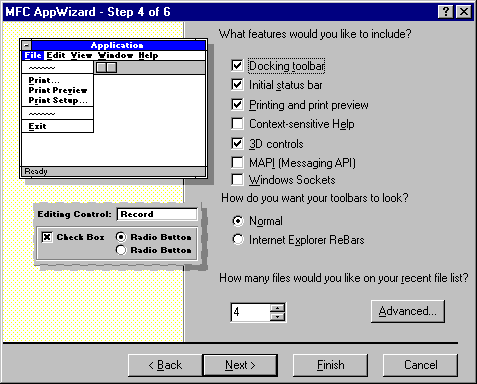 MFC AppWizard - Step 4 of 6
What features would you like to include?
Application
File Edit View Window Help
Print...
Print Preview
Print Setup...
Exit
Ready
Docking toolbar
Initial status bar
Printing and print preview
Context-sensitive Help
3D controls
MAPI (Messaging API)
Windows Sockets
How do you want your toolbars to look?
Normal
Internet Explorer ReBars
Editing Control: Record
Check Box
Radio Button
Radio Button
How many files would you like on your recent file list?
4
Advanced...
< Back
Next >
Finish
Cancel